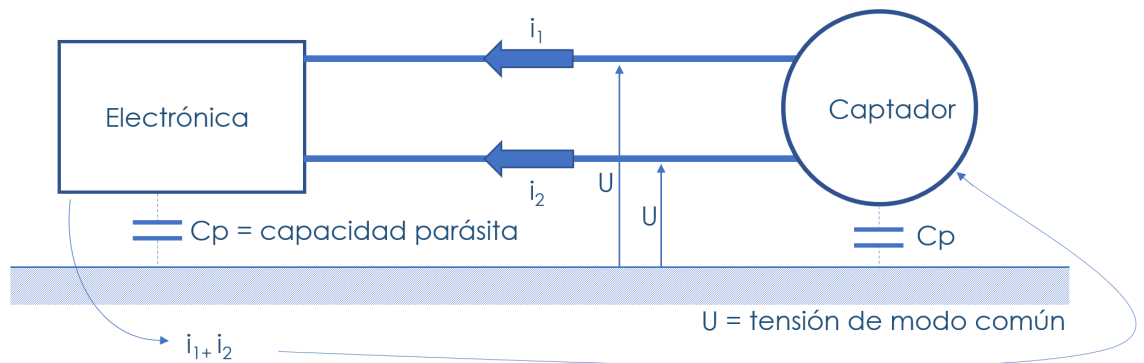 i1
Electrónica
Captador
i2
U
U
Cp = capacidad parásita
Cp
U = tensión de modo común
i1+ i2